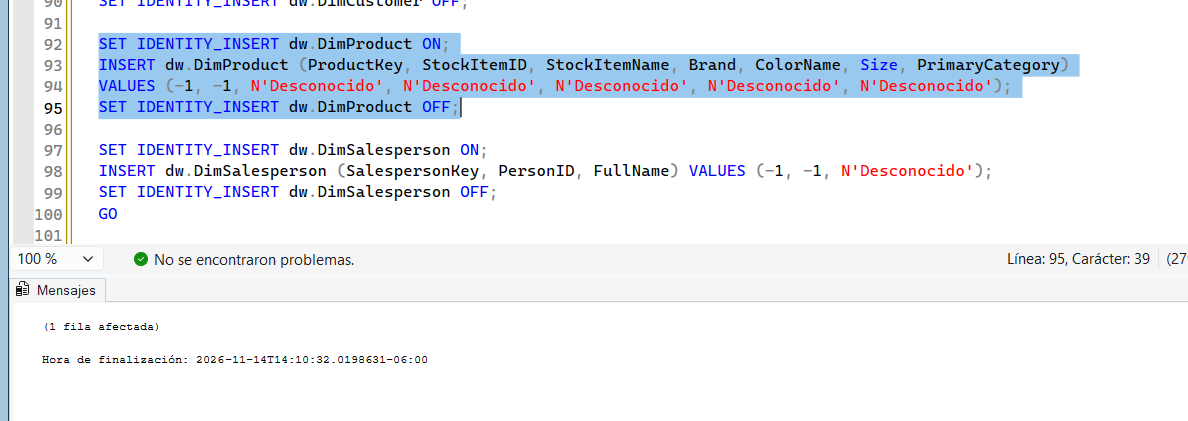 90 SET IDENTITY_INSERT dw.DimCustomer OFF;
91
92 SET IDENTITY_INSERT dw.DimProduct ON;
93 INSERT dw.DimProduct (ProductKey, StockItemID, StockItemName, Brand, ColorName, Size, PrimaryCategory)
94 VALUES (-1, -1, N'Desconocido', N'Desconocido', N'Desconocido', N'Desconocido', N'Desconocido');
95 SET IDENTITY_INSERT dw.DimProduct OFF;
96
97 SET IDENTITY_INSERT dw.DimSalesperson ON;
98 INSERT dw.DimSalesperson (SalespersonKey, PersonID, FullName) VALUES (-1, -1, N'Desconocido');
99 SET IDENTITY_INSERT dw.DimSalesperson OFF;
100 GO
101
100 % No se encontraron problemas. Línea: 95, Carácter: 39
Mensajes
(1 fila afectada)
Hora de finalización: 2026-11-14T14:10:32.0198631-06:00